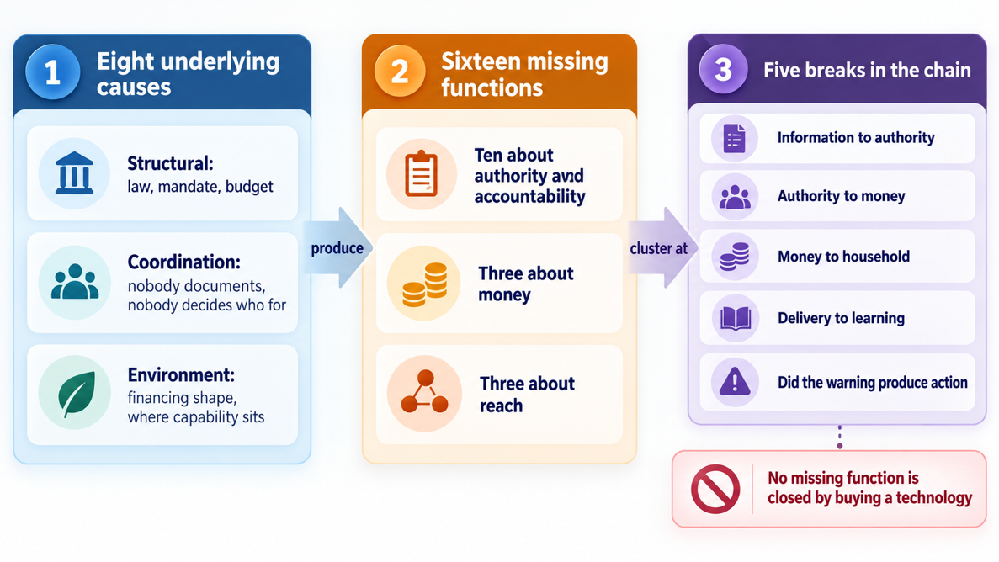 1
Eight underlying
causes
Structural:
law, mandate, budget
Coordination:
nobody documents,
nobody decides who for
Environment:
financing shape,
where capability sits
produce
2
Sixteen missing
functions
Ten about
authority and
accountability
Three about
money
Three about
reach
cluster at
3
Five breaks in the chain
Information to authority
Authority to money
Money to household
Delivery to learning
Did the warning produce action
No missing function is
closed by buying a technology